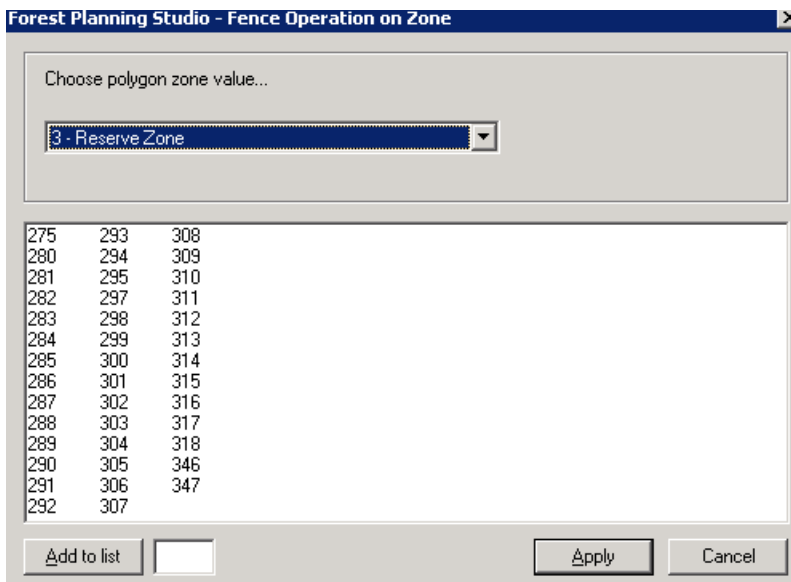 Forest Planning Studio - Fence Operation on Zone
Choose polygon zone value...
3 - Reserve Zone
275 293 308
280 294 309
281 295 310
282 297 311
283 298 312
284 299 313
285 300 314
286 301 315
287 302 316
288 303 317
289 304 318
290 305 346
291 306 347
292 307
Add to list Apply Cancel